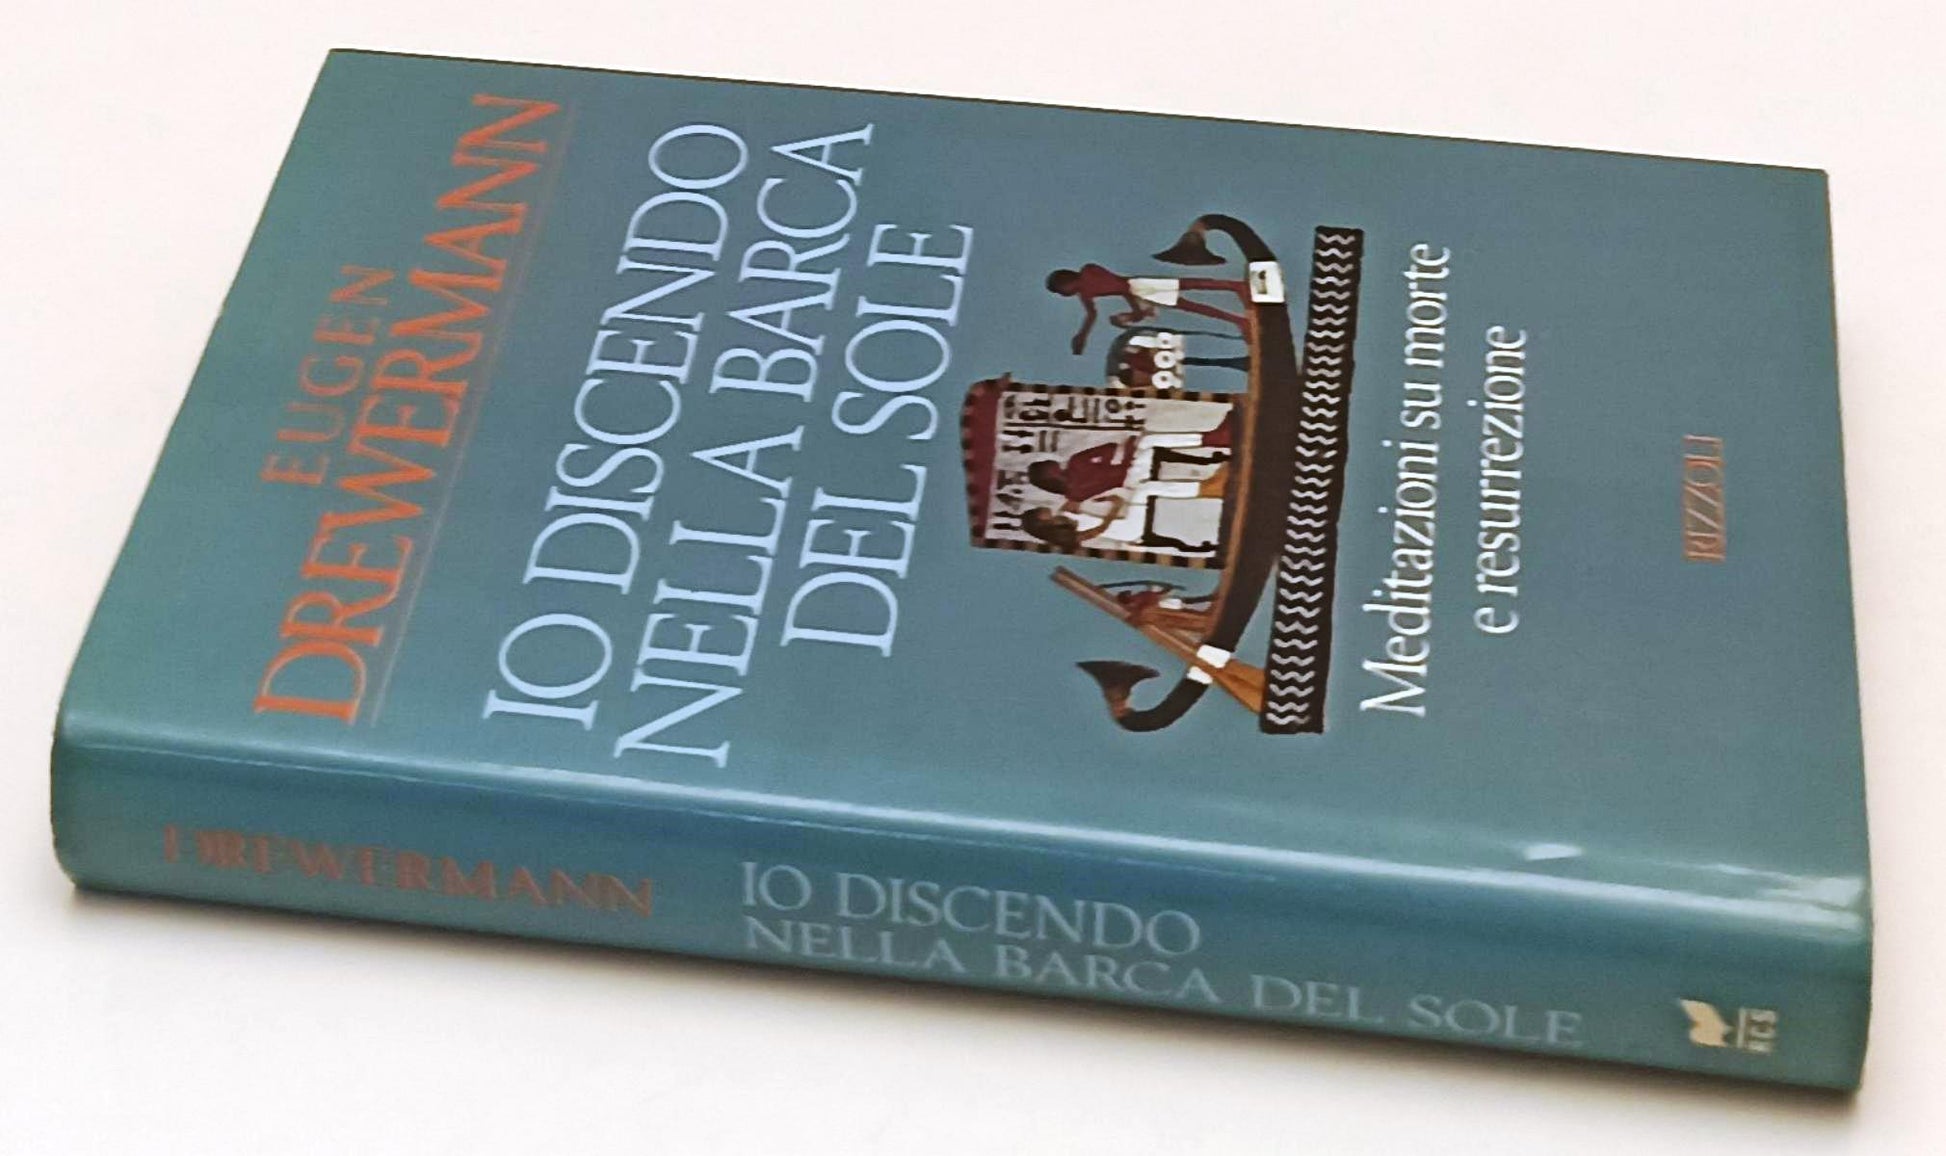 EUGEN
DREWERMANN
IO DISCENDO
NELLA BARCA
DEL SOLE
Meditazioni su morte
e resurrezione
RIZZOLI
DREWERMANN
IO DISCENDO
NELLA BARCA DEL SOLE
RCS